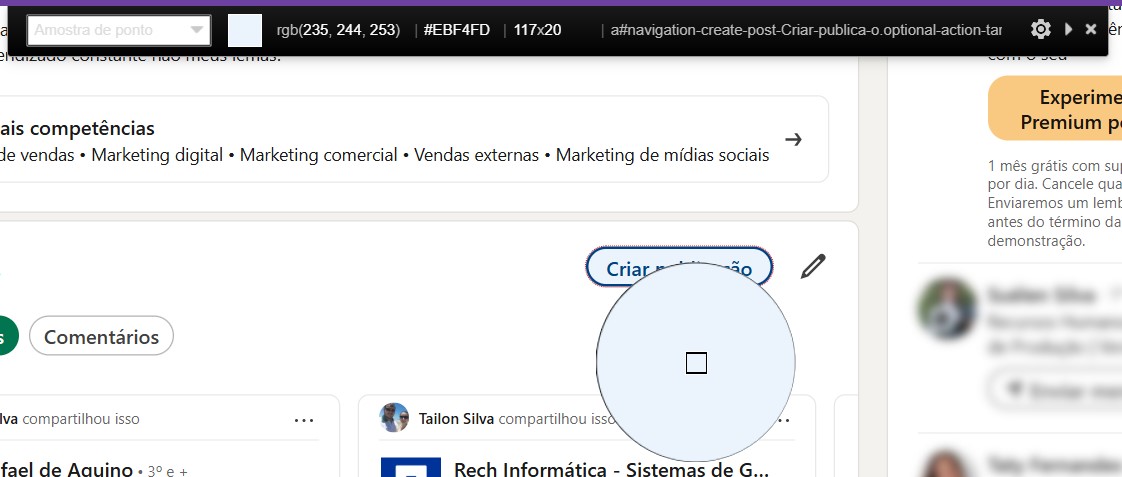 Amostra de ponto
rgb(235, 244, 253) | #EBF4FD | 117x20 | a#navigation-create-post-Criar-publica-o.optional-action-tar
endizado constante não meus lemas.
ais competências
de vendas • Marketing digital • Marketing comercial • Vendas externas • Marketing de mídias sociais
Criar
ão
s
Comentários
lva compartilhou isso
Tailon Silva compartilhou isso
fael de Aquino • 3º e +
Rech Informática - Sistemas de G...
com o seu
Experime
Premium p
1 mês grátis com sup
por dia. Cancele qua
Enviaremos um lemb
antes do término da
demonstração.